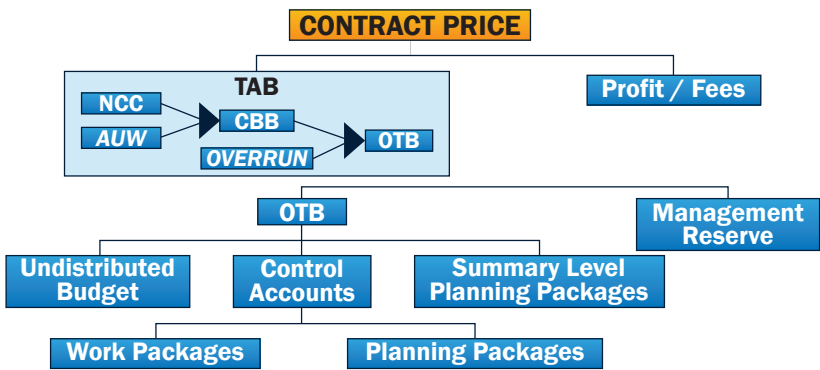 CONTRACT PRICE
TAB
NCC
AUW
CBB
OVERRUN
OTB
Profit / Fees
OTB
Management
Reserve
Undistributed
Budget
Control
Accounts
Summary Level
Planning Packages
Work Packages
Planning Packages